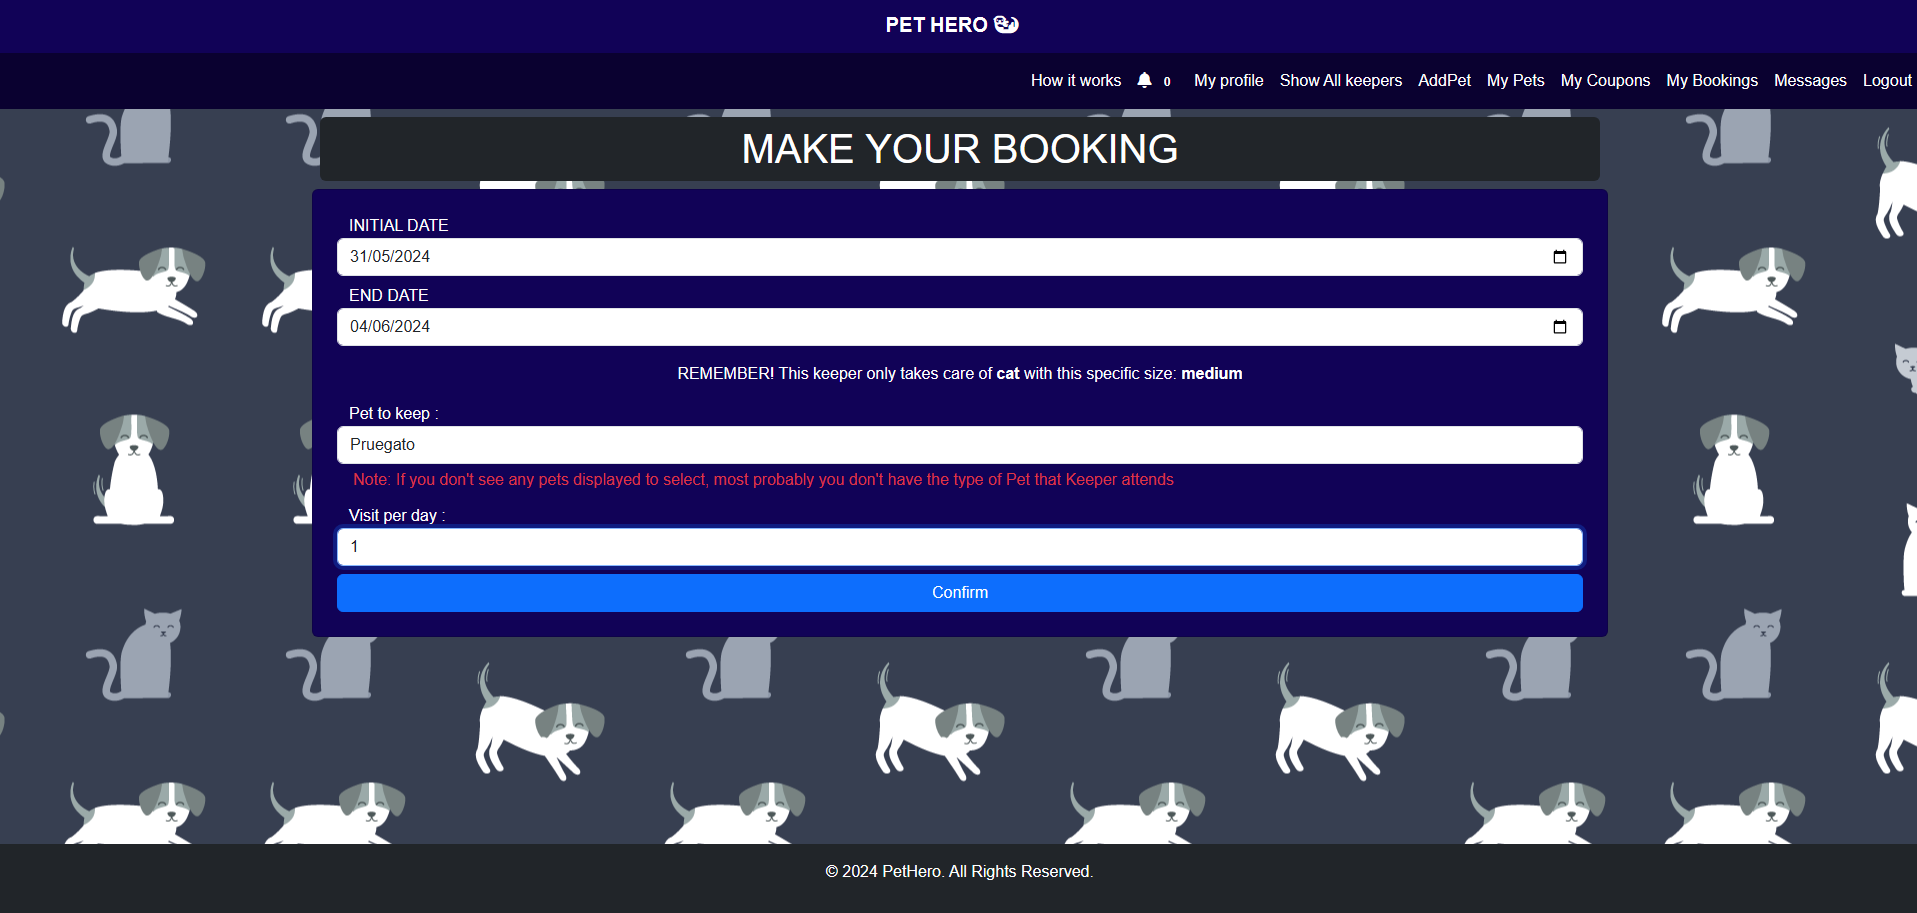 PET HERO
How it works 0 My profile Show All keepers AddPet My Pets My Coupons My Bookings Messages Logout
MAKE YOUR BOOKING
INITIAL DATE
31/05/2024
END DATE
04/06/2024
REMEMBER! This keeper only takes care of cat with this specific size: medium
Pet to keep :
Pruegato
Note: If you don't see any pets displayed to select, most probably you don't have the type of Pet that Keeper attends
Visit per day :
1
Confirm
© 2024 PetHero. All Rights Reserved.